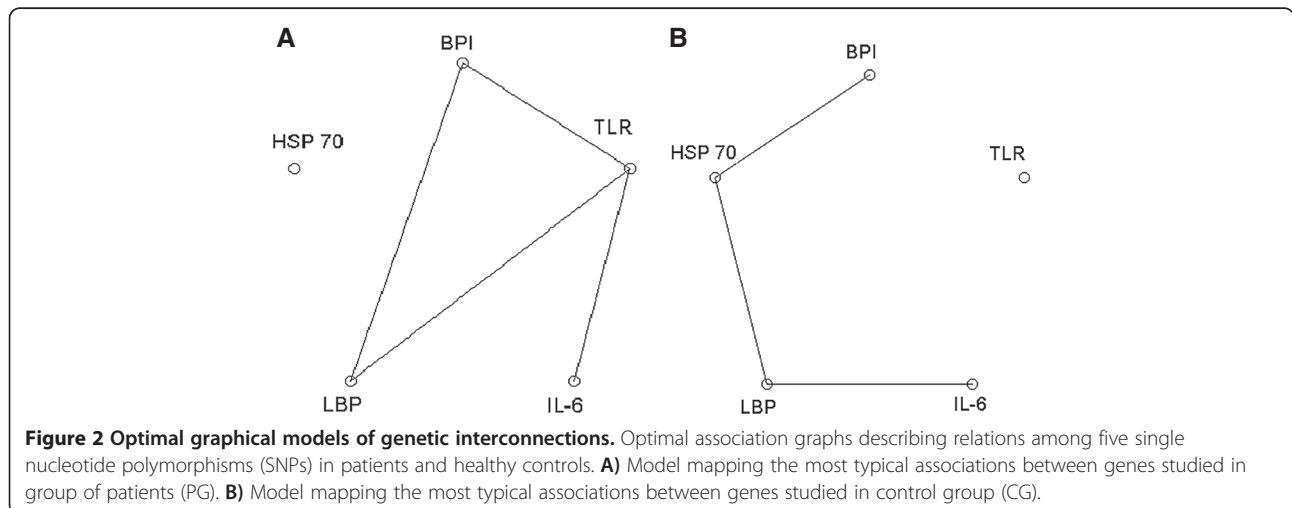 A
BPI
TLR
HSP 70
LBP
IL-6
B
BPI
HSP 70
TLR
LBP
IL-6
Figure 2 Optimal graphical models of genetic interconnections. Optimal association graphs describing relations among five single
nucleotide polymorphisms (SNPs) in patients and healthy controls. A) Model mapping the most typical associations between genes studied in
group of patients (PG). B) Model mapping the most typical associations between genes studied in control group (CG).